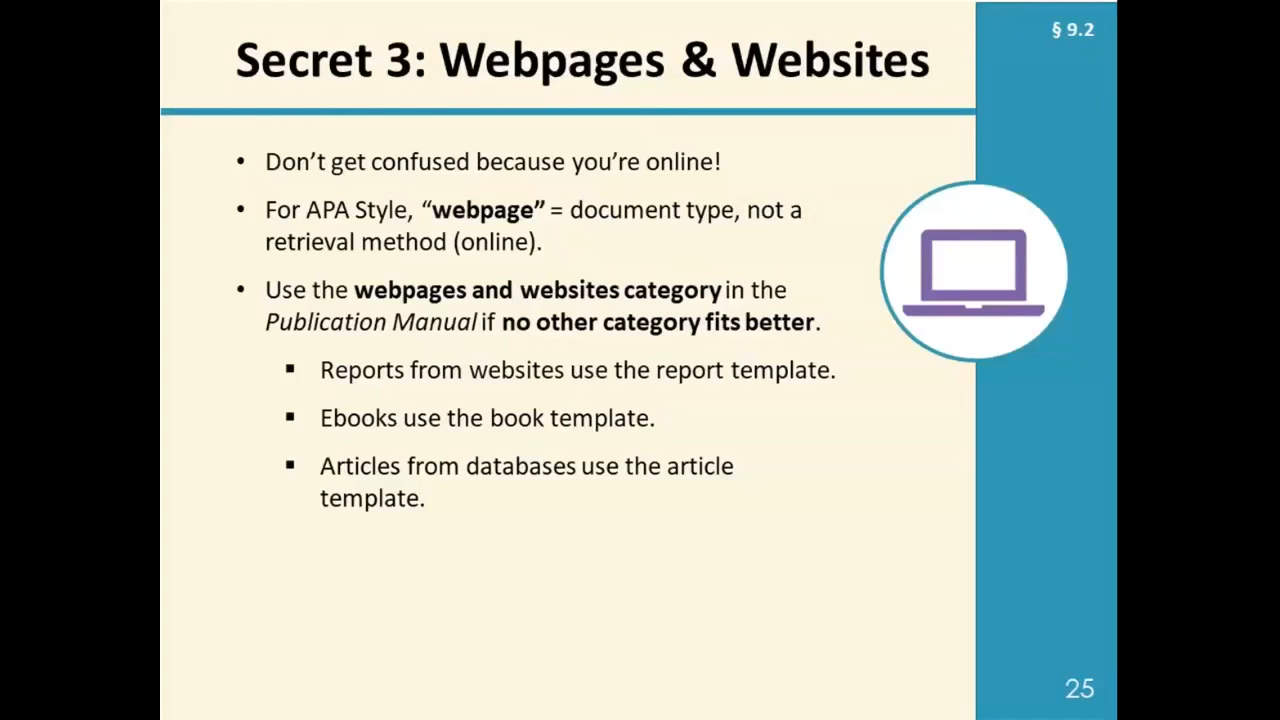 § 9.2
Secret 3: Webpages & Websites
• Don’t get confused because you’re online!
• For APA Style, “webpage” = document type, not a
retrieval method (online).
• Use the webpages and websites category in the
Publication Manual if no other category fits better.
▪ Reports from websites use the report template.
▪ Ebooks use the book template.
▪ Articles from databases use the article
template.
25